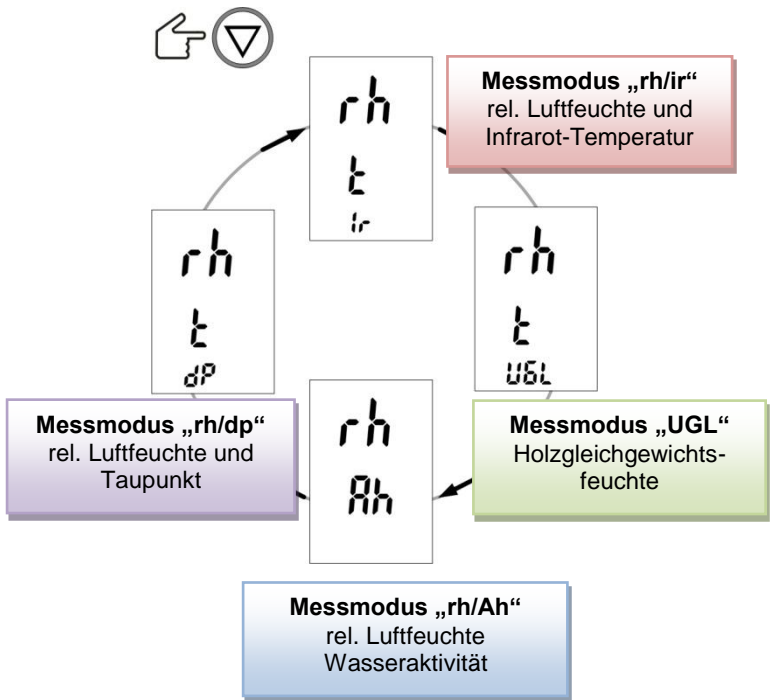 rh
t
ir
Messmodus „rh/ir“
rel. Luftfeuchte und
Infrarot-Temperatur
rh
t
dP
rh
t
UGL
Messmodus „rh/dp“
rel. Luftfeuchte und
Taupunkt
rh
Ah
Messmodus „UGL“
Holzgleichgewichts-
feuchte
Messmodus „rh/Ah“
rel. Luftfeuchte
Wasseraktivität